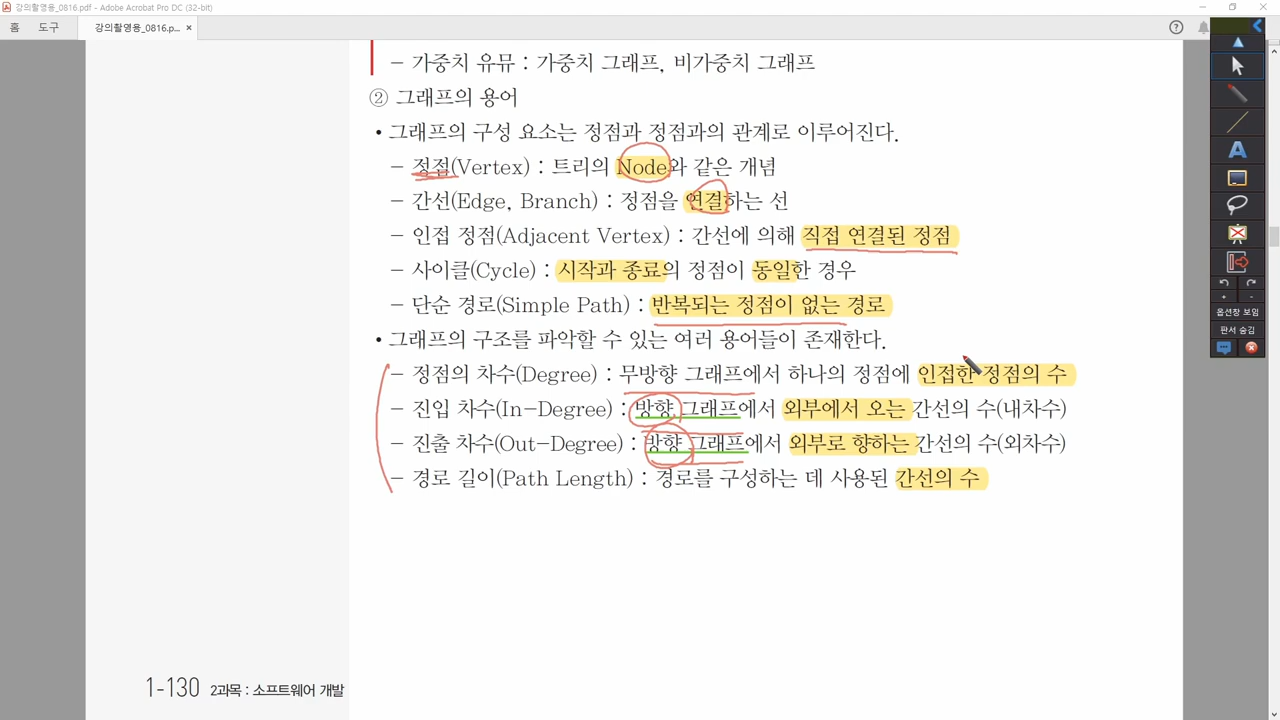 강의촬영용_0816.pdf - Adobe Acrobat Pro DC (32-bit)
홈 도구 강의촬영용_0816.p... ×
– 가중치 유뮤 : 가중치 그래프, 비가중치 그래프
② 그래프의 용어
• 그래프의 구성 요소는 정점과 정점과의 관계로 이루어진다.
– 정점(Vertex) : 트리의 Node와 같은 개념
– 간선(Edge, Branch) : 정점을 연결하는 선
– 인접 정점(Adjacent Vertex) : 간선에 의해 직접 연결된 정점
– 사이클(Cycle) : 시작과 종료의 정점이 동일한 경우
– 단순 경로(Simple Path) : 반복되는 정점이 없는 경로
• 그래프의 구조를 파악할 수 있는 여러 용어들이 존재한다.
– 정점의 차수(Degree) : 무방향 그래프에서 하나의 정점에 인접한 정점의 수
– 진입 차수(In-Degree) : 방향 그래프에서 외부에서 오는 간선의 수(내차수)
– 진출 차수(Out-Degree) : 방향 그래프에서 외부로 향하는 간선의 수(외차수)
– 경로 길이(Path Length) : 경로를 구성하는 데 사용된 간선의 수
1-130 2과목 : 소프트웨어 개발
A
옵션창 보임
판서 숨김